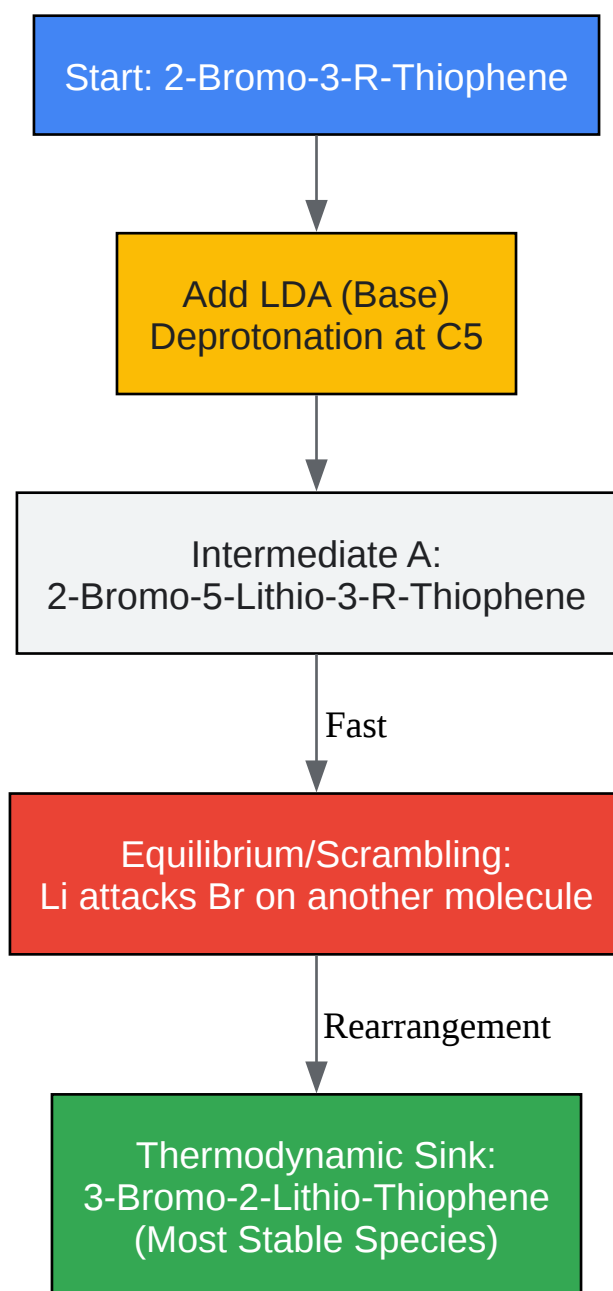 Start: 2-Bromo-3-R-Thiophene
Add LDA (Base)
Deprotonation at C5
Intermediate A:
2-Bromo-5-Lithio-3-R-Thiophene
Fast
Equilibrium/Scrambling:
Li attacks Br on another molecule
Rearrangement
Thermodynamic Sink:
3-Bromo-2-Lithio-Thiophene
(Most Stable Species)